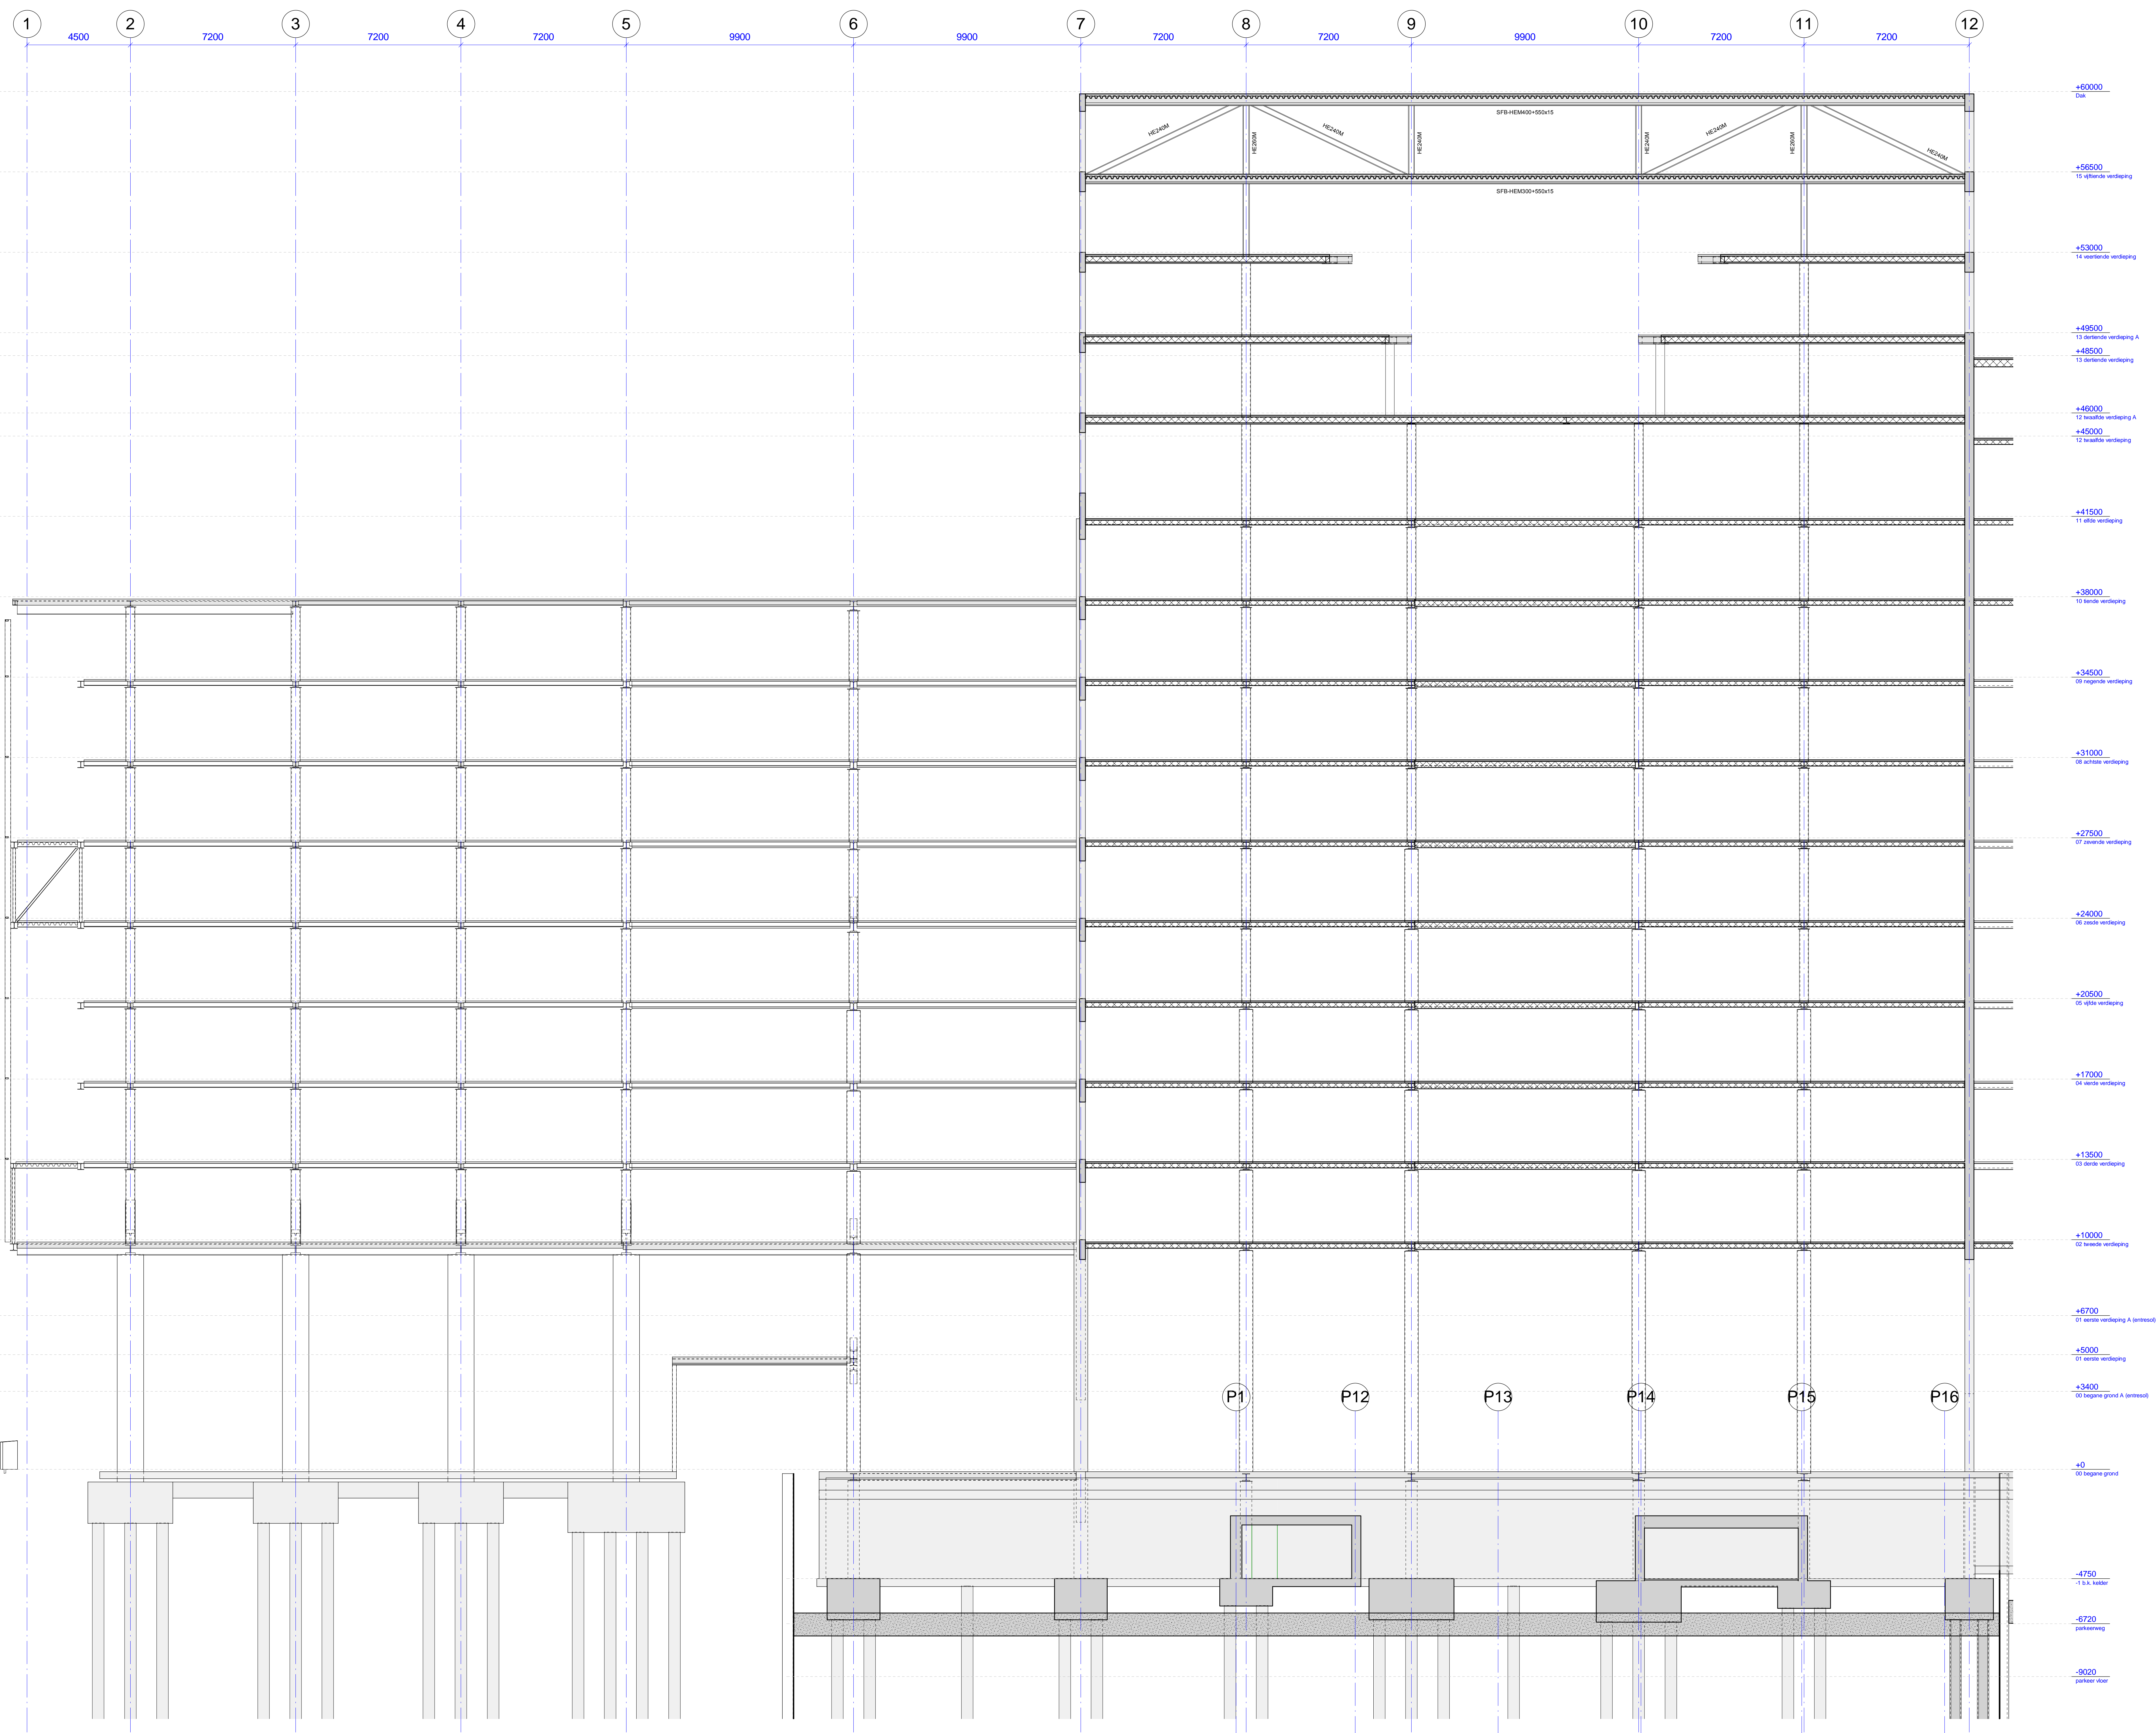 1 2 3 4 5 6 7 8 9 10 11 12
4500 7200 7200 7200 9900 9900 7200 7200 9900 7200 7200
+60000
Dak
SFB-HEM400+550x15
HE240M HE260M HE240M HE240M HE240M HE240M HE260M HE240M
+56500
15 vijftiende verdieping
SFB-HEM300+550x15
+53000
14 veertiende verdieping
+49500
13 dertiende verdieping A
+48500
13 dertiende verdieping
+46000
12 twaalfde verdieping A
+45000
12 twaalfde verdieping
+41500
11 elfde verdieping
+38000
10 tiende verdieping
+34500
09 negende verdieping
+31000
08 achtste verdieping
+27500
07 zevende verdieping
+24000
06 zesde verdieping
+20500
05 vijfde verdieping
+17000
04 vierde verdieping
+13500
03 derde verdieping
+10000
02 tweede verdieping
+6700
01 eerste verdieping A (entresol)
+5000
01 eerste verdieping
+3400
00 begane grond A (entresol)
P1 P12 P13 P14 P15 P16
+0
00 begane grond
-4750
-1 b.k. kelder
-6720
parkeerweg
-9020
parkeer vloer